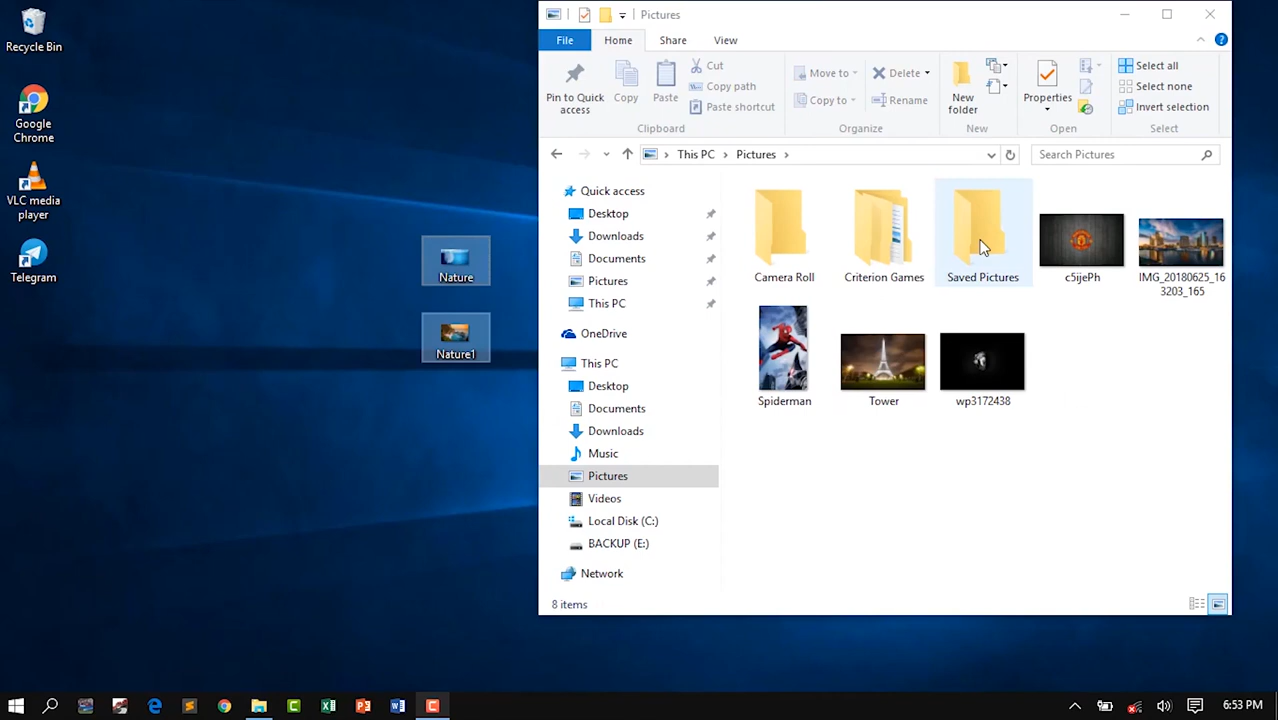 Recycle Bin
Google
Chrome
VLC media
player
Telegram
Nature
Nature1
Pictures
File
Home
Share
View
Pin to Quick
access
Copy
Paste
Cut
Copy path
Paste shortcut
Clipboard
Move to
Copy to
Delete
Rename
Organize
New
folder
New
Properties
Open
Select all
Select none
Invert selection
Select
This PC
Pictures
Search Pictures
Quick access
Desktop
Downloads
Documents
Pictures
This PC
OneDrive
This PC
Desktop
Documents
Downloads
Music
Pictures
Videos
Local Disk (C:)
BACKUP (E:)
Network
Camera Roll
Criterion Games
Saved Pictures
c5ijePh
IMG_20180625_16
3203_165
Spiderman
Tower
wp3172438
8 items
6:53 PM